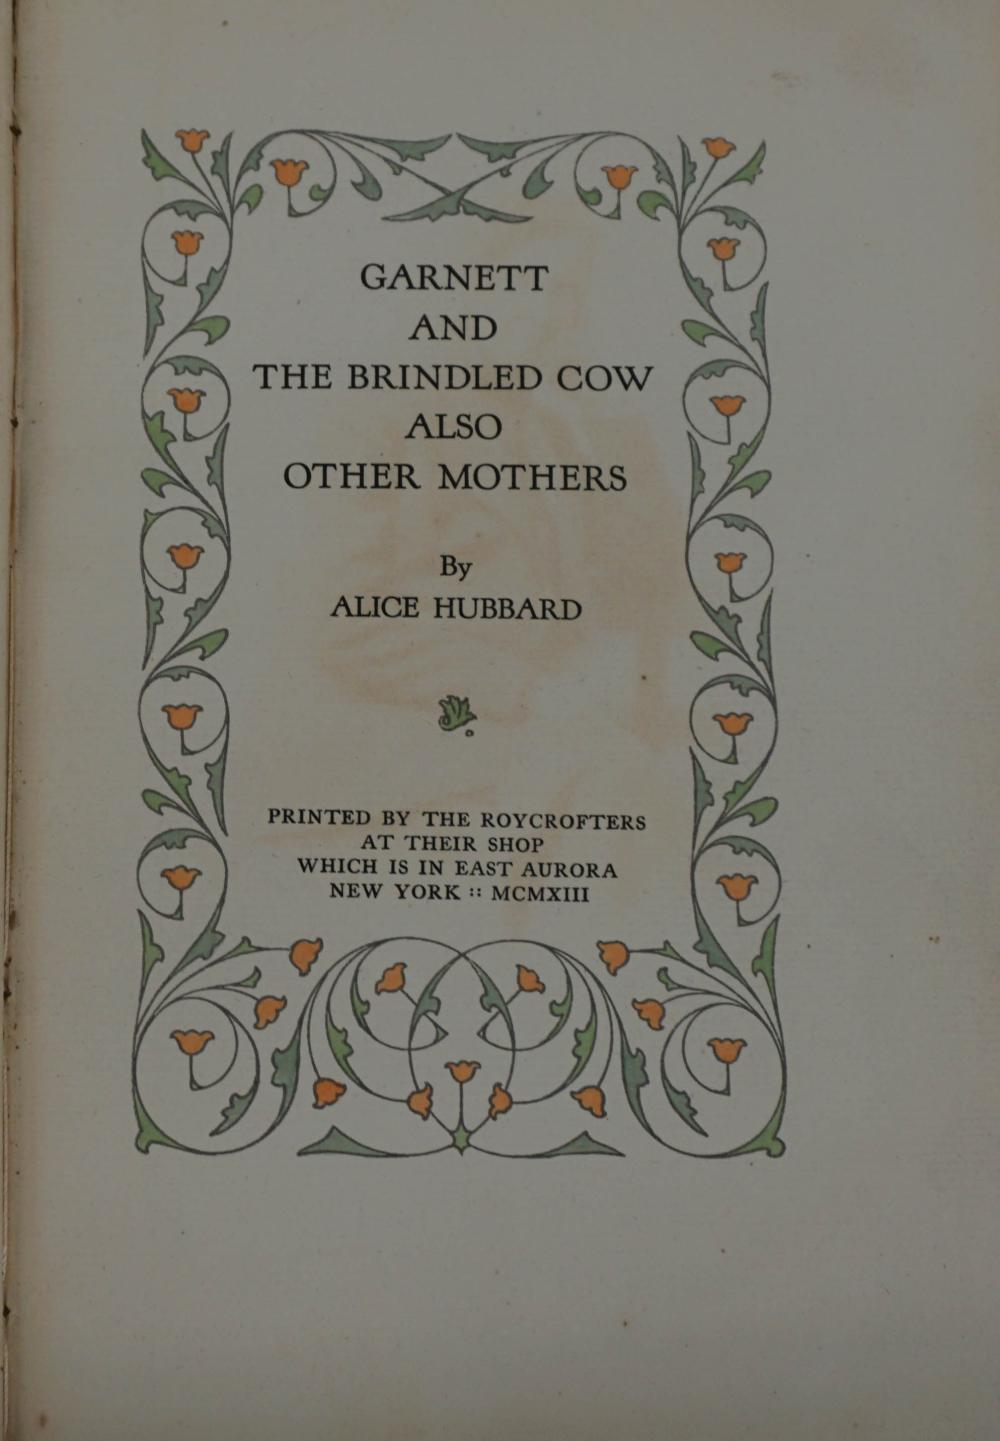 GARNETT
AND
THE BRINDLED COW
ALSO
OTHER MOTHERS
By
ALICE HUBBARD
PRINTED BY THE ROYCROFTERS
AT THEIR SHOP
WHICH IS IN EAST AURORA
NEW YORK :: MCMXIII